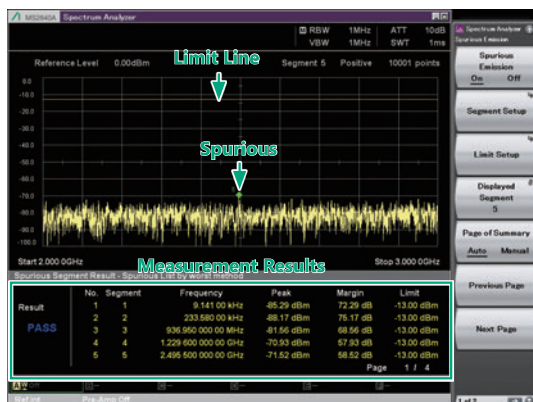 MS2840A Spectrum Analyzer
M RBW 1MHz ATT 10dB
VBW 1MHz SWT 1ms
Reference Level 0.00dBm Segment 5 Positive 10001 points
Limit Line
0.0
-10.0
-20.0
-30.0
-40.0
-50.0
Spurious
-60.0
-70.0
-80.0
-90.0
-100.0
Start 2.000 0GHz Stop 3.000 0GHz
Measurement Results
Spurious Segment Result - Spurious List by worst method
No. Segment Frequency Peak Margin Limit
Result
PASS
1 1 9.141 00 kHz -85.29 dBm 72.29 dB -13.00 dBm
2 2 233.580 00 kHz -88.17 dBm 75.17 dB -13.00 dBm
3 3 936.950 000 00 MHz -81.56 dBm 68.56 dB -13.00 dBm
4 4 1.229 600 000 00 GHz -70.93 dBm 57.93 dB -13.00 dBm
5 5 2.495 500 000 00 GHz -71.52 dBm 58.52 dB -13.00 dBm
Page 1 / 4
Ref.Int Pre-Amp Off
Spectrum Analyzer
Spurious Emission
Spurious
Emission
On Off
Segment Setup
Limit Setup
Displayed
Segment
5
Page of Summary
Auto Manual
Previous Page
Next Page
1 of 2